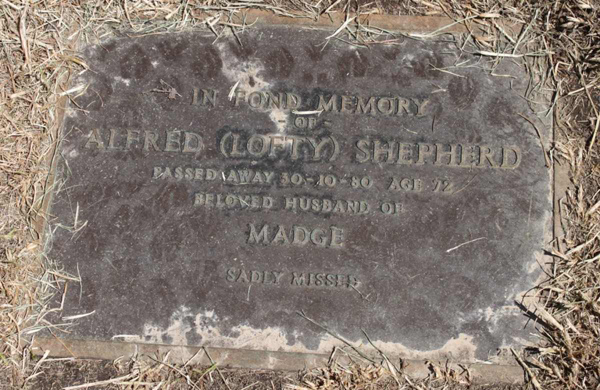 IN FOND MEMORY
- OF -
ALFRED (LOFTY) SHEPHERD
PASSED AWAY 30-10-80 AGE 72
BELOVED HUSBAND OF
MADGE
SADLY MISSED